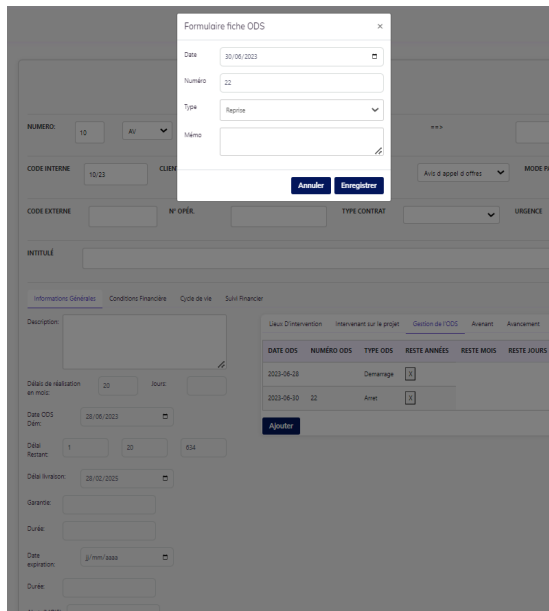 Formulaire fiche ODS ×
Date 30/06/2023
Numéro 22
Type Reprise
Mémo
Annuler Enregistrer
NUMERO: 10 AV ==>
CODE INTERNE 10/23 CLIEN Avis d appel d offres MODE PA
CODE EXTERNE N° OPÉR. TYPE CONTRAT URGENCE
INTITULÉ
Informations Générales Conditions Financière Cycle de vie Suivi Financier
Description:
Lieux D'intervention Intervenant sur le projet Gestion de l'ODS Avenant Avancement
DATE ODS NUMÉRO ODS TYPE ODS RESTE ANNÉES RESTE MOIS RESTE JOURS
2023-06-28 Demarrage X
2023-06-30 22 Arret X
Ajouter
Délais de réalisation en mois: 20 Jours:
Date ODS Dém: 28/06/2023
Délai Restant: 1 20 634
Délai livraison: 28/02/2025
Garantie:
Durée:
Date expiration: jj/mm/aaaa
Durée: